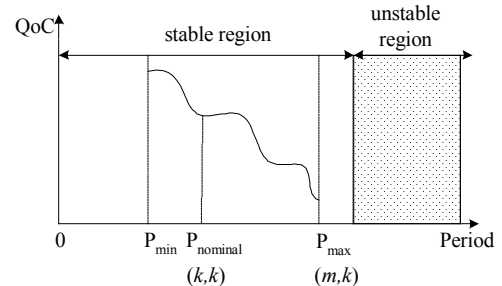 QoC
stable region
unstable
region
0
P_min
P_nominal
P_max
Period
(k,k)
(m,k)